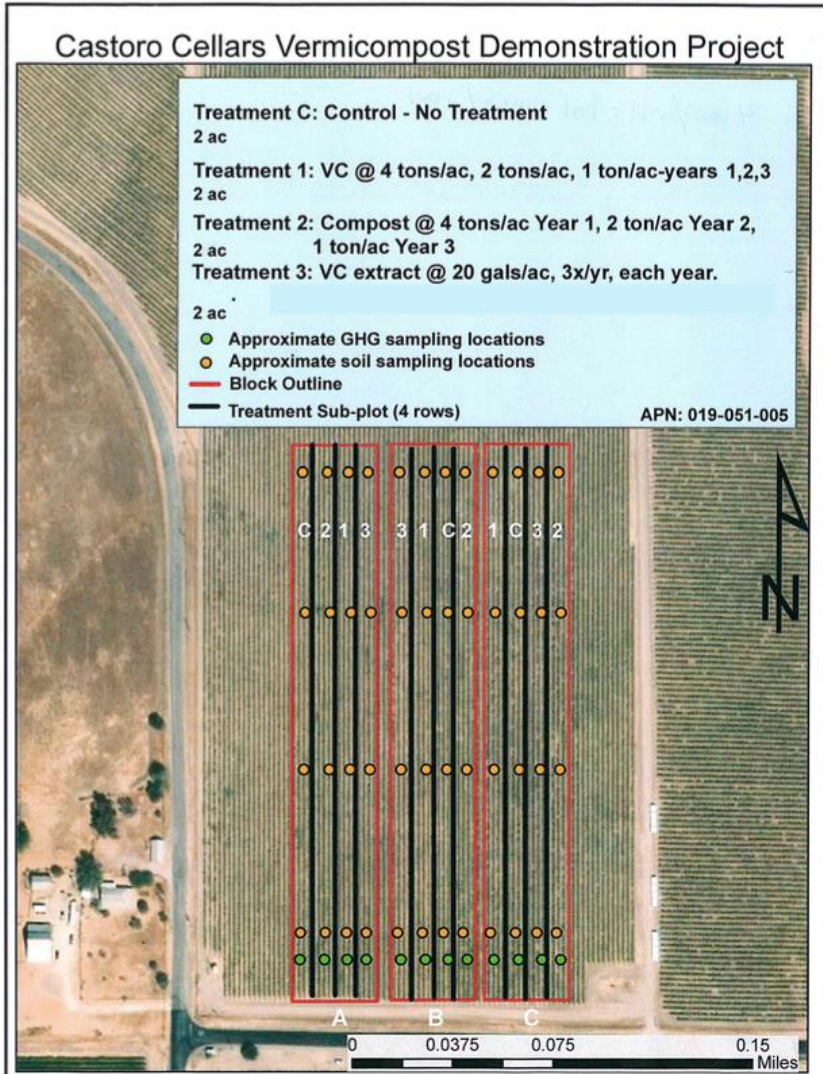 Castoro Cellars Vermicompost Demonstration Project
Treatment C: Control - No Treatment
2 ac
Treatment 1: VC @ 4 tons/ac, 2 tons/ac, 1 ton/ac-years 1,2,3
2 ac
Treatment 2: Compost @ 4 tons/ac Year 1, 2 ton/ac Year 2,
2 ac 1 ton/ac Year 3
Treatment 3: VC extract @ 20 gals/ac, 3x/yr, each year.
2 ac
Approximate GHG sampling locations
Approximate soil sampling locations
Block Outline
Treatment Sub-plot (4 rows) APN: 019-051-005
C 2 1 3 3 1 C 2 1 C 3 2
N
A B C
0 0.0375 0.075 0.15
Miles